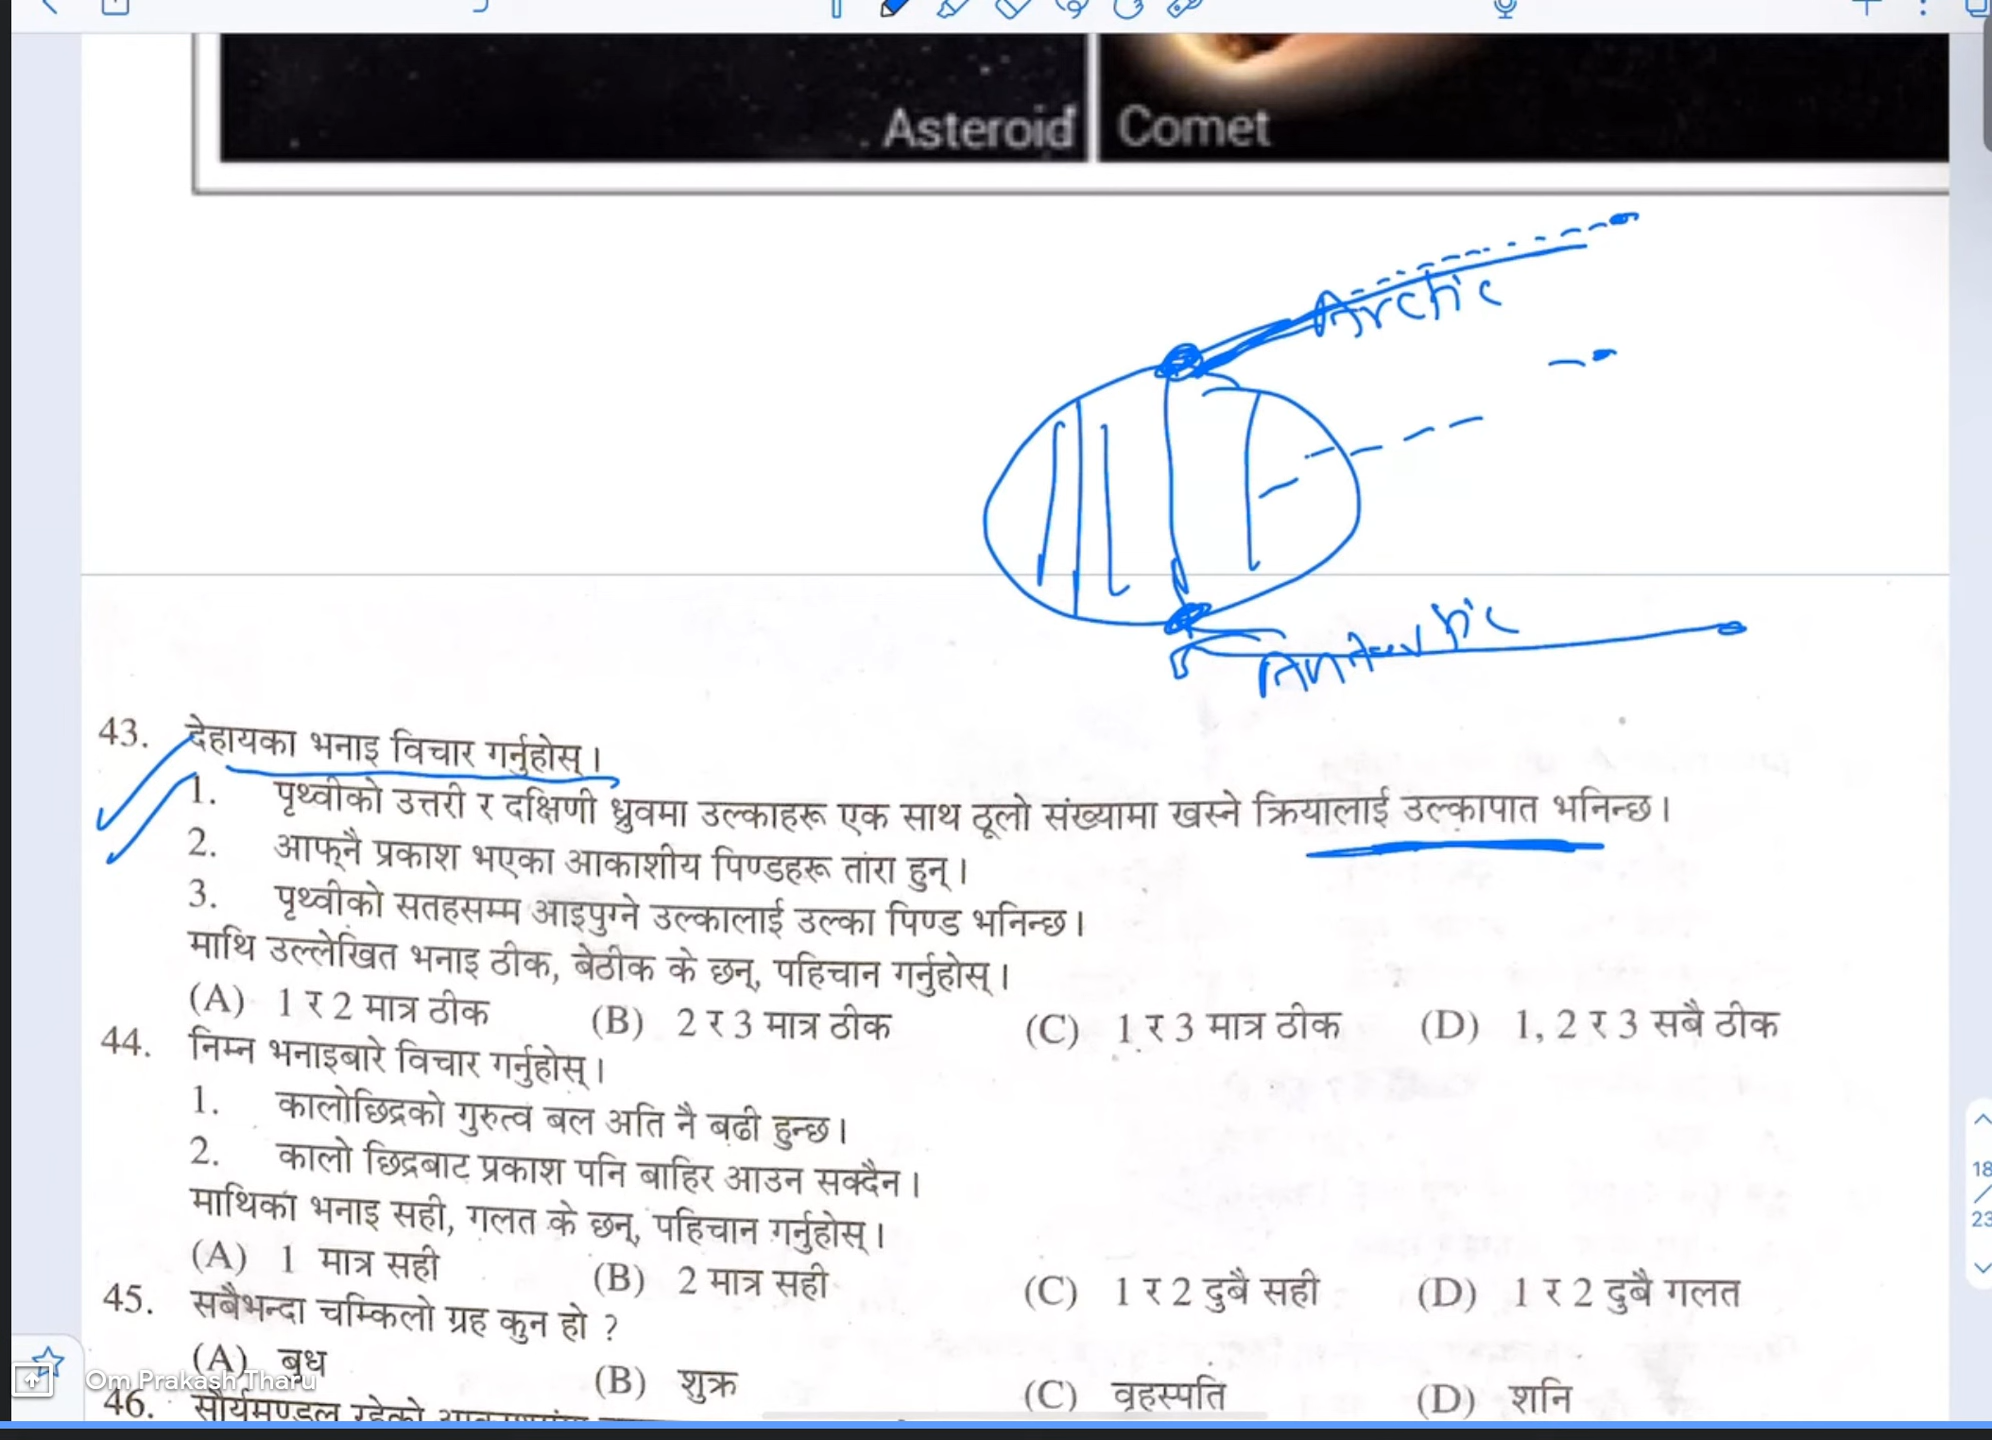 Asteroid
Comet
Arctic
43. देहायका भनाइ विचार गर्नुहोस् ।
1. पृथ्वीको उत्तरी र दक्षिणी ध्रुवमा उल्काहरू एक साथ ठूलो संख्यामा खस्ने क्रियालाई उल्कापात भनिन्छ ।
2. आफ्नै प्रकाश भएका आकाशीय पिण्डहरू तारा हुन् ।
3. पृथ्वीको सतहसम्म आइपुग्ने उल्कालाई उल्का पिण्ड भनिन्छ ।
माथि उल्लेखित भनाइ ठीक, बेठीक के छन्, पहिचान गर्नुहोस् ।
(A) 1 र 2 मात्र ठीक (B) 2 र 3 मात्र ठीक (C) 1 र 3 मात्र ठीक (D) 1, 2 र 3 सबै ठीक
44. निम्न भनाइबारे विचार गर्नुहोस् ।
1. कालोछिद्रको गुरुत्व बल अति नै बढी हुन्छ ।
2. कालो छिद्रबाट प्रकाश पनि बाहिर आउन सक्दैन ।
माथिका भनाइ सही, गलत के छन्, पहिचान गर्नुहोस् ।
(A) 1 मात्र सही (B) 2 मात्र सही (C) 1 र 2 दुबै सही (D) 1 र 2 दुबै गलत
45. सबैभन्दा चम्किलो ग्रह कुन हो ?
(A) बुध (B) शुक्र (C) वृहस्पति (D) शनि
46. सौर्यमण्डल
Om Prakash Tharu
18
23